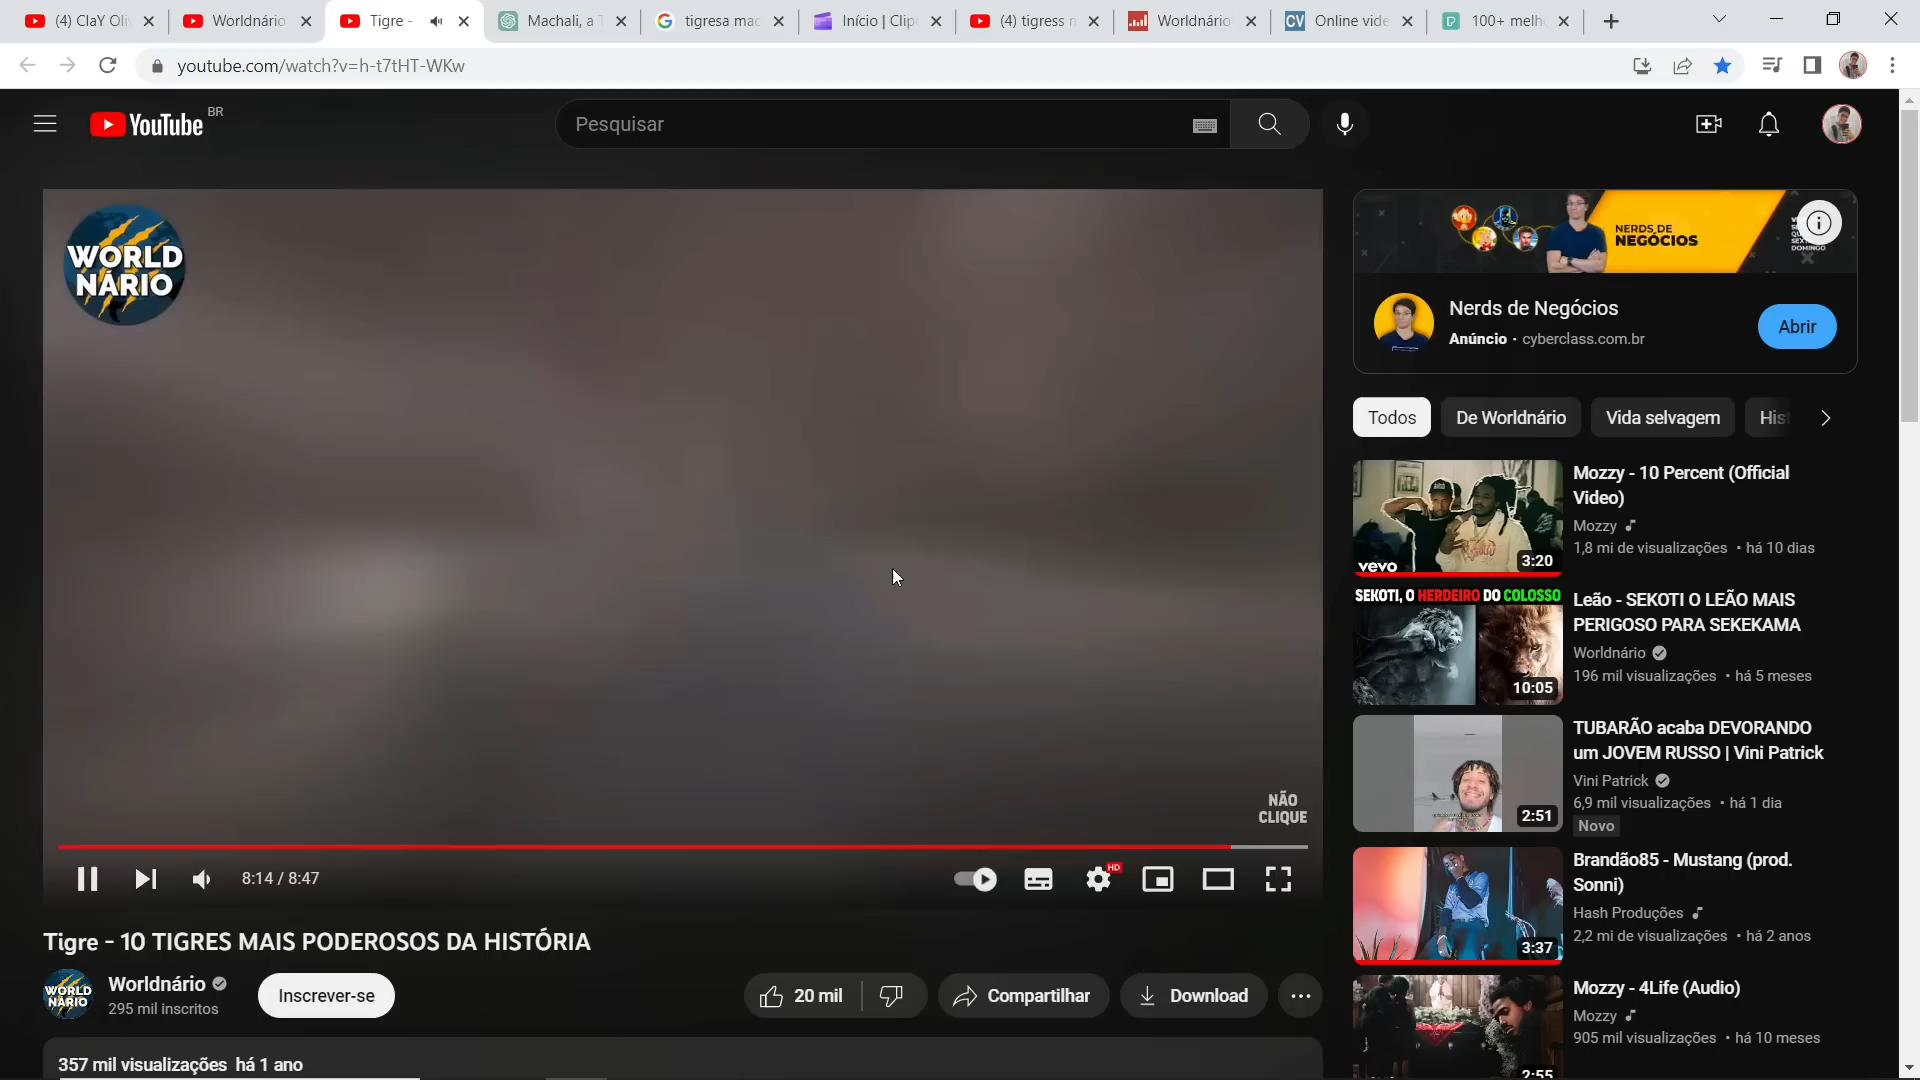 (4) ClaY Oli
Worldnário
Tigre -
Machali, a T
tigresa mac
Início | Clip
(4) tigress m
Worldnário
CV
Online vide
100+ melh
youtube.com/watch?v=h-t7tHT-WKw
YouTube BR
Pesquisar
WORLD
NÁRIO
NÃO
CLIQUE
8:14 / 8:47
HD
Tigre - 10 TIGRES MAIS PODEROSOS DA HISTÓRIA
WORLD
NÁRIO
Worldnário
295 mil inscritos
Inscrever-se
20 mil
Compartilhar
Download
357 mil visualizações há 1 ano
NERDS DE
NEGÓCIOS
Nerds de Negócios
Anúncio · cyberclass.com.br
Abrir
Todos
De Worldnário
Vida selvagem
His
vevo
3:20
Mozzy - 10 Percent (Official
Video)
Mozzy
1,8 mi de visualizações · há 10 dias
SEKOTI, O HERDEIRO DO COLOSSO
10:05
Leão - SEKOTI O LEÃO MAIS
PERIGOSO PARA SEKEKAMA
Worldnário
196 mil visualizações · há 5 meses
2:51
TUBARÃO acaba DEVORANDO
um JOVEM RUSSO | Vini Patrick
Vini Patrick
6,9 mil visualizações · há 1 dia
Novo
3:37
Brandão85 - Mustang (prod.
Sonni)
Hash Produções
2,2 mi de visualizações · há 2 anos
2:55
Mozzy - 4Life (Audio)
Mozzy
905 mil visualizações · há 10 meses